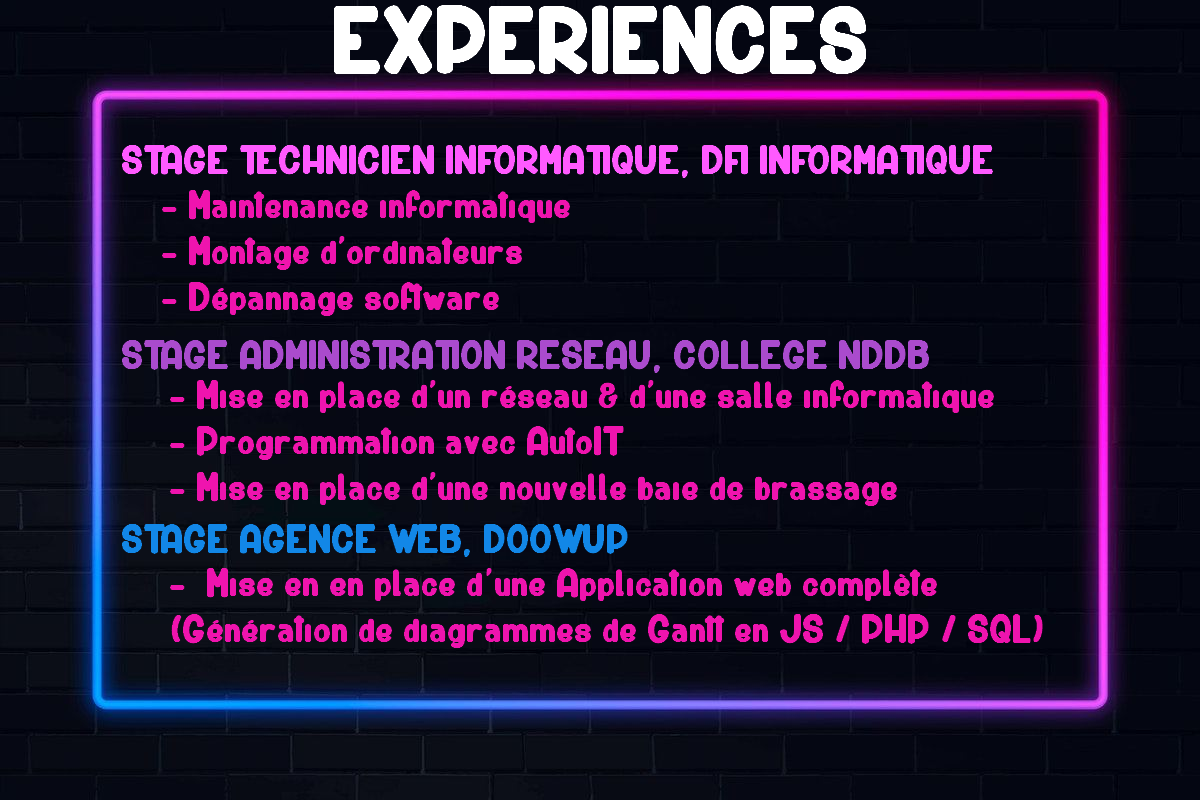 EXPERIENCES
STAGE TECHNICIEN INFORMATIQUE, DFI INFORMATIQUE
- Maintenance informatique
- Montage d'ordinateurs
- Dépannage software
STAGE ADMINISTRATION RESEAU, COLLEGE NDDB
- Mise en place d'un réseau & d'une salle informatique
- Programmation avec AutoIT
- Mise en place d'une nouvelle baie de brassage
STAGE AGENCE WEB, DOOWUP
- Mise en en place d'une Application web complète
(Génération de diagrammes de Gantt en JS / PHP / SQL)